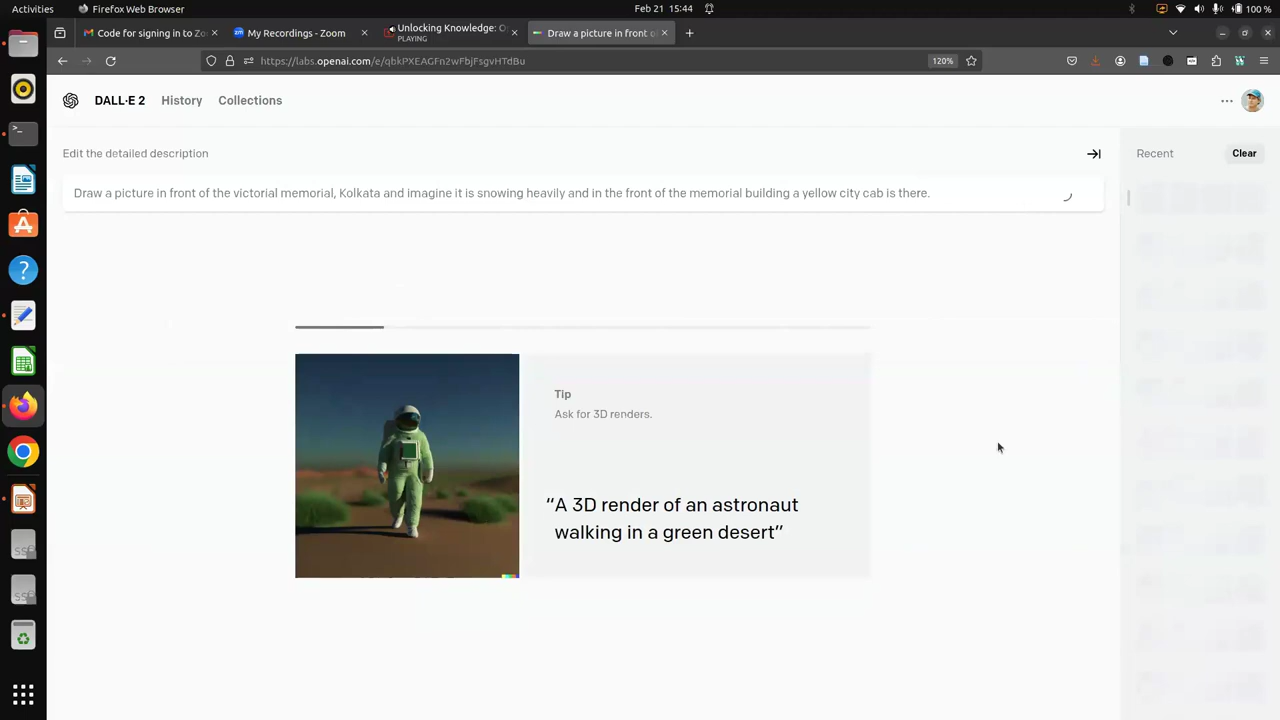 Activities
Firefox Web Browser
Feb 21 15:44
100 %
Code for signing in to Zo
My Recordings - Zoom
Unlocking Knowledge: O
PLAYING
Draw a picture in front o
https://labs.openai.com/e/qbkPXEAGFn2wFbjFsgvHTdBu
120%
DALL·E 2
History
Collections
Edit the detailed description
Recent
Clear
Draw a picture in front of the victorial memorial, Kolkata and imagine it is snowing heavily and in the front of the memorial building a yellow city cab is there.
Tip
Ask for 3D renders.
“A 3D render of an astronaut
walking in a green desert”